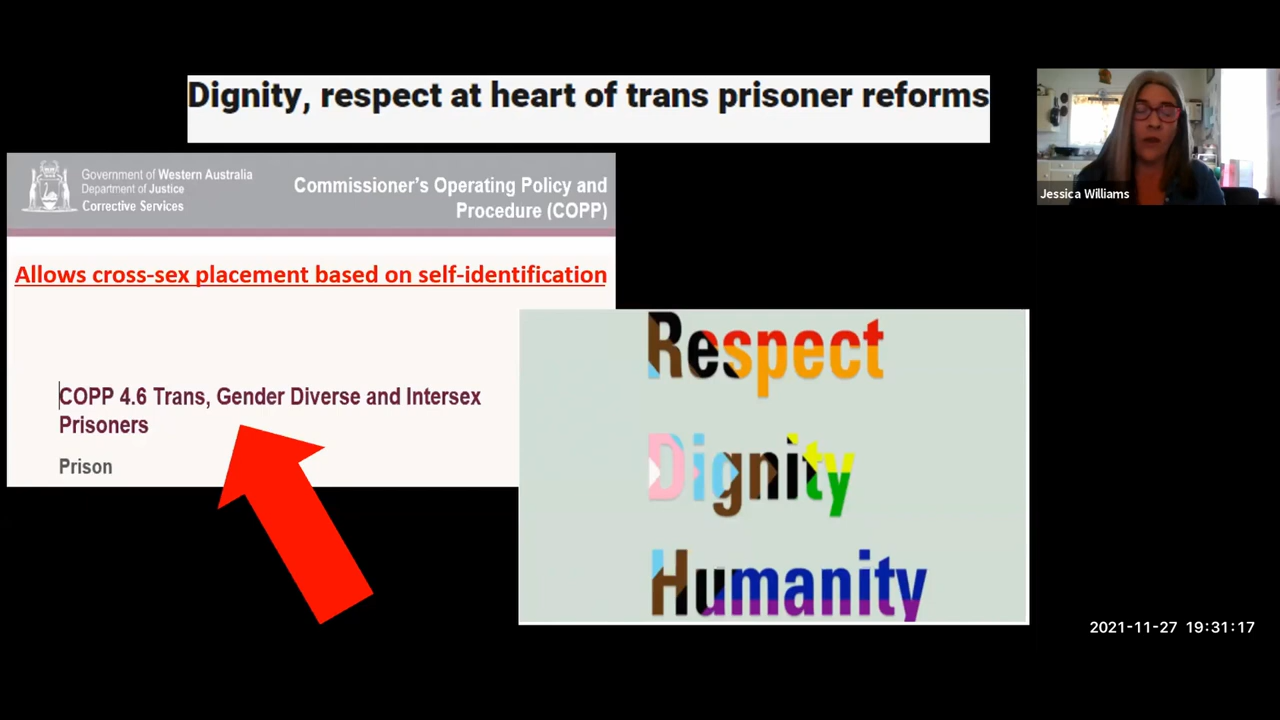 Dignity, respect at heart of trans prisoner reforms
Government of Western Australia
Department of Justice
Corrective Services
Commissioner's Operating Policy and
Procedure (COPP)
Allows cross-sex placement based on self-identification
COPP 4.6 Trans, Gender Diverse and Intersex
Prisoners
Prison
Respect
Dignity
Humanity
Jessica Williams
2021-11-27 19:31:17